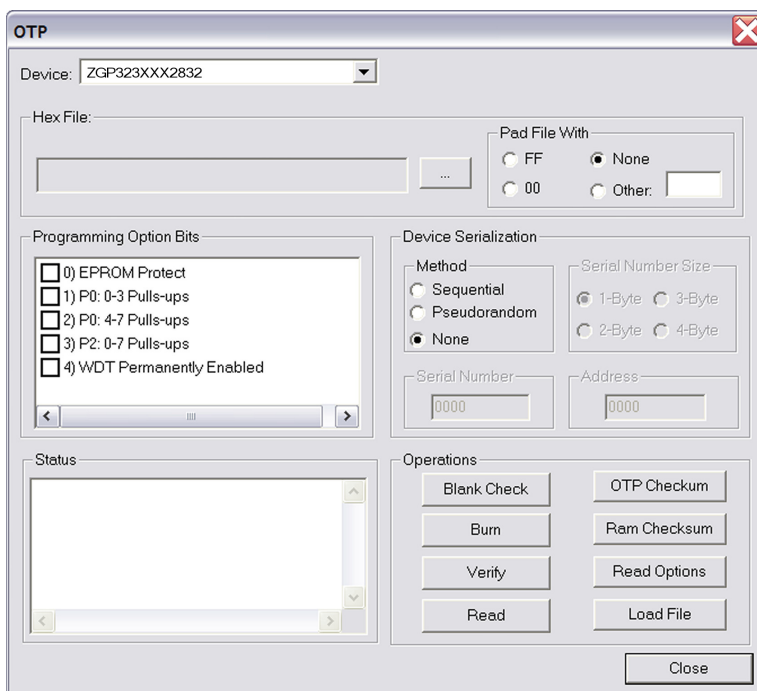 OTP
Device: ZGP323XXX2832
Hex File:
...
Pad File With
FF None
00 Other:
Programming Option Bits
0) EPROM Protect
1) P0: 0-3 Pulls-ups
2) P0: 4-7 Pulls-ups
3) P2: 0-7 Pulls-ups
4) WDT Permanently Enabled
Device Serialization
Method
Sequential
Pseudorandom
None
Serial Number Size
1-Byte 3-Byte
2-Byte 4-Byte
Serial Number
0000
Address
0000
Status
Operations
Blank Check OTP Checkum
Burn Ram Checksum
Verify Read Options
Read Load File
Close